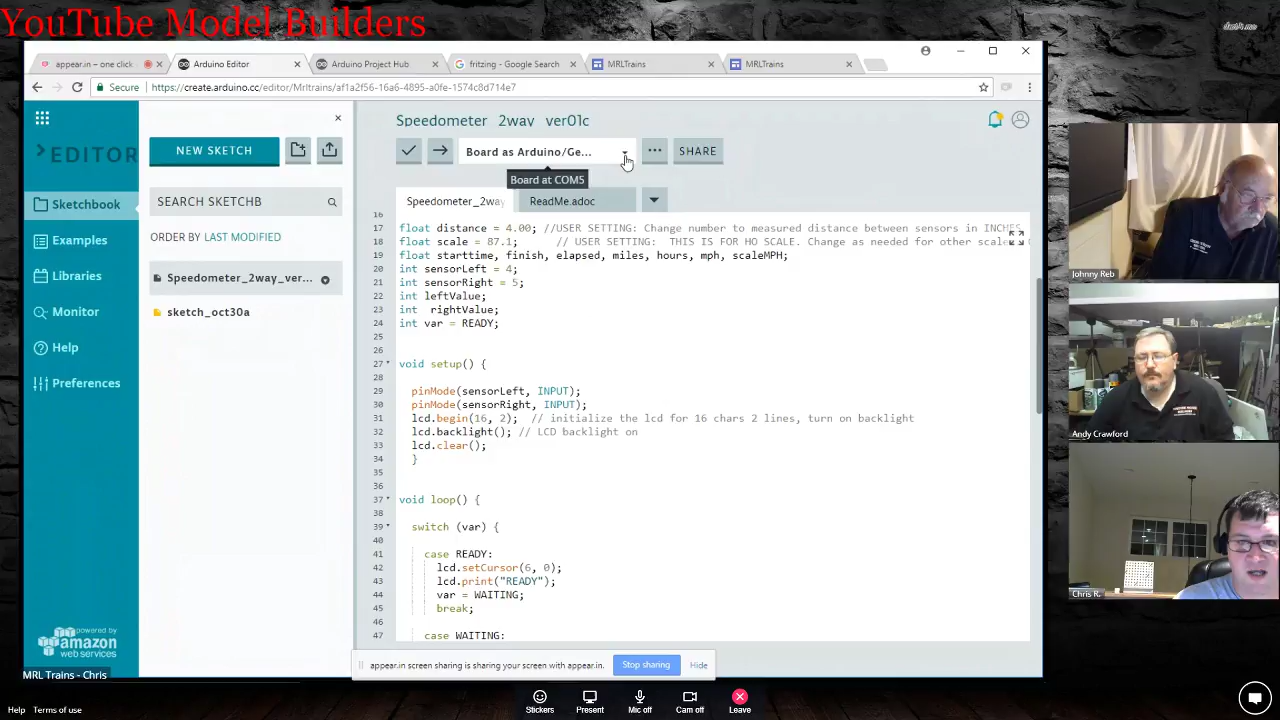 YouTube Model Builders
appear.in – one click
Arduino Editor
Arduino Project Hub
fritzing - Google Search
MRLTrains
MRLTrains
Secure
https://create.arduino.cc/editor/Mrltrains/af1a2f56-16a6-4895-a0fe-1574c8d714e7
EDITOR
NEW SKETCH
Sketchbook
SEARCH SKETCHB
Examples
ORDER BY LAST MODIFIED
Libraries
Speedometer_2way_ver...
Monitor
sketch_oct30a
Help
Preferences
powered by
amazon
web services
MRL Trains - Chris
Speedometer_2way_ver01c
Board as Arduino/Ge...
SHARE
Board at COM5
Speedometer_2way
ReadMe.adoc
16
17 float distance = 4.00; //USER SETTING: Change number to measured distance between sensors in INCHES
18 float scale = 87.1; // USER SETTING: THIS IS FOR HO SCALE. Change as needed for other scale
19 float starttime, finish, elapsed, miles, hours, mph, scaleMPH;
20 int sensorLeft = 4;
21 int sensorRight = 5;
22 int leftValue;
23 int rightValue;
24 int var = READY;
25
26
27 void setup() {
28
29 pinMode(sensorLeft, INPUT);
30 pinMode(sensorRight, INPUT);
31 lcd.begin(16, 2); // initialize the lcd for 16 chars 2 lines, turn on backlight
32 lcd.backlight(); // LCD backlight on
33 lcd.clear();
34 }
35
36
37 void loop() {
38
39 switch (var) {
40
41 case READY:
42 lcd.setCursor(6, 0);
43 lcd.print("READY");
44 var = WAITING;
45 break;
46
47 case WAITING:
appear.in screen sharing is sharing your screen with appear.in.
Stop sharing
Hide
Johnny Reb
Andy Crawford
Chris R.
Help
Terms of use
Stickers
Present
Mic off
Cam off
Leave